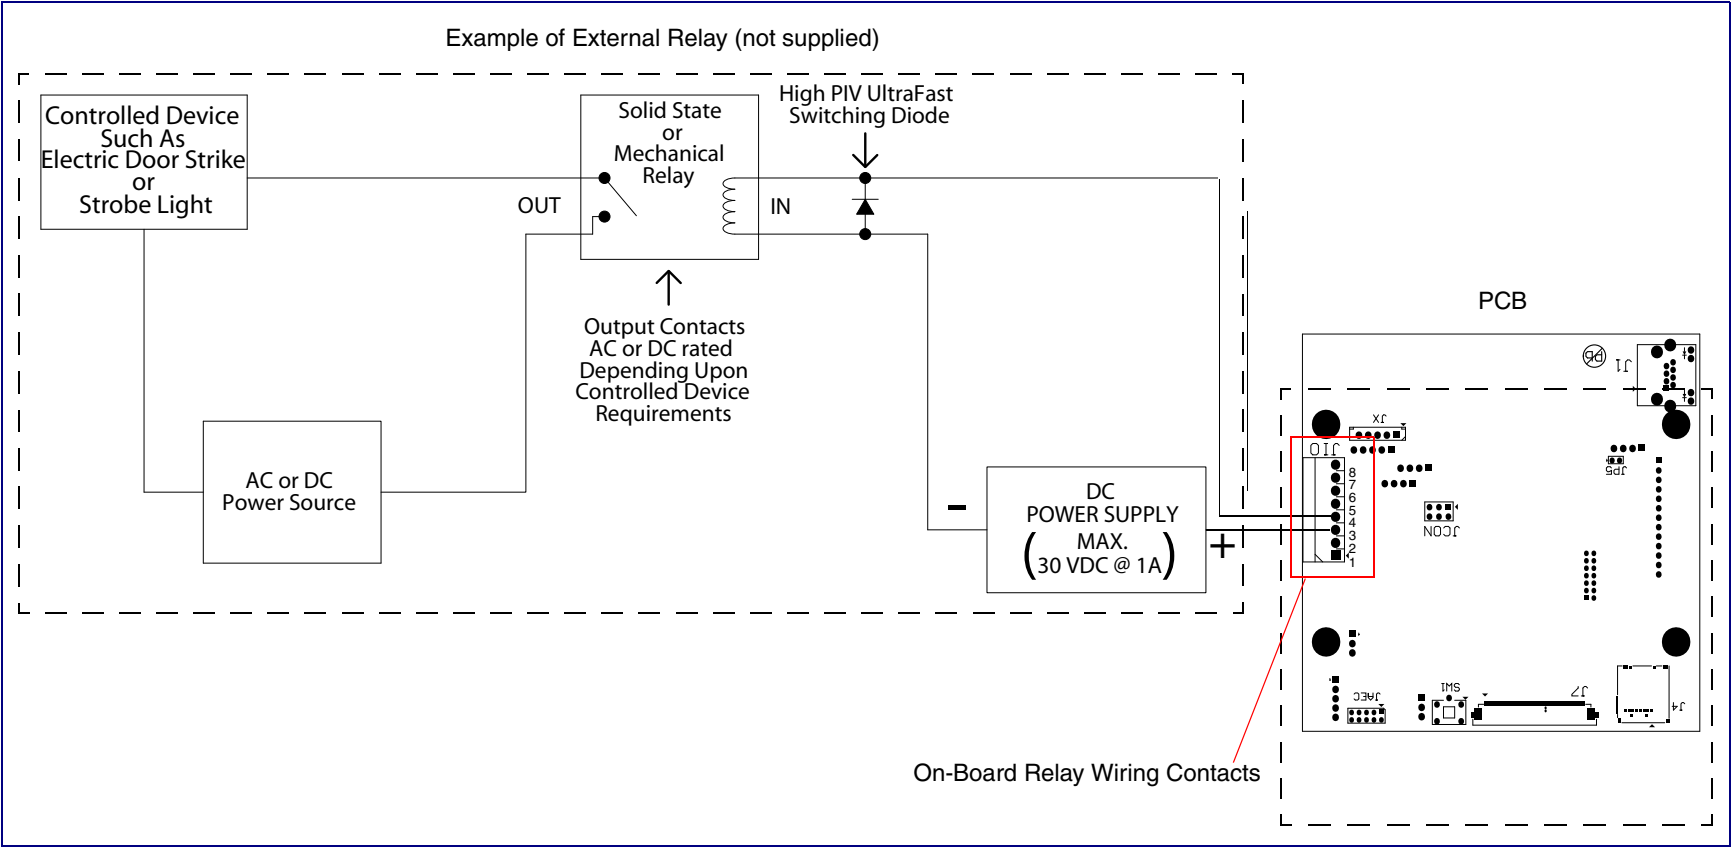 Example of External Relay (not supplied)
Controlled Device
Such As
Electric Door Strike
or
Strobe Light
Solid State
or
Mechanical
Relay
High PIV UltraFast
Switching Diode
OUT
IN
Output Contacts
AC or DC rated
Depending Upon
Controlled Device
Requirements
AC or DC
Power Source
DC
POWER SUPPLY
( MAX.
30 VDC @ 1A )
-
+
PCB
Pb
J1
JX
JIO
8
7
6
5
4
3
2
1
JP5
JCON
JAEC
SW1
J7
J4
On-Board Relay Wiring Contacts